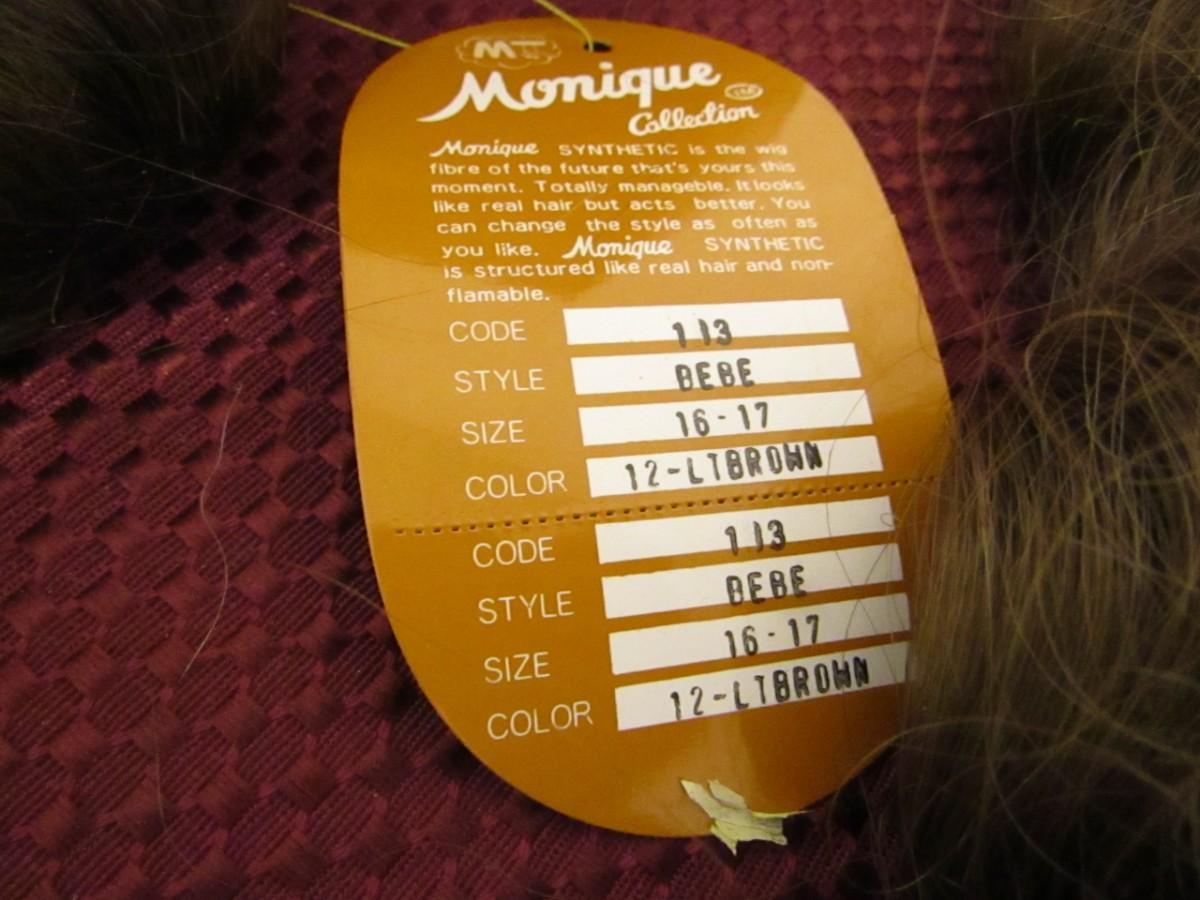 M
Monique
Collection
Monique SYNTHETIC is the wig
fibre of the future that's yours this
moment. Totally manageble. It looks
like real hair but acts better. You
can change the style as often as
you like. Monique SYNTHETIC
is structured like real hair and non-
flamable.
CODE 113
STYLE BEBE
SIZE 16-17
COLOR 12-LTBROWN
CODE 113
STYLE BEBE
SIZE 16-17
COLOR 12-LTBROWN